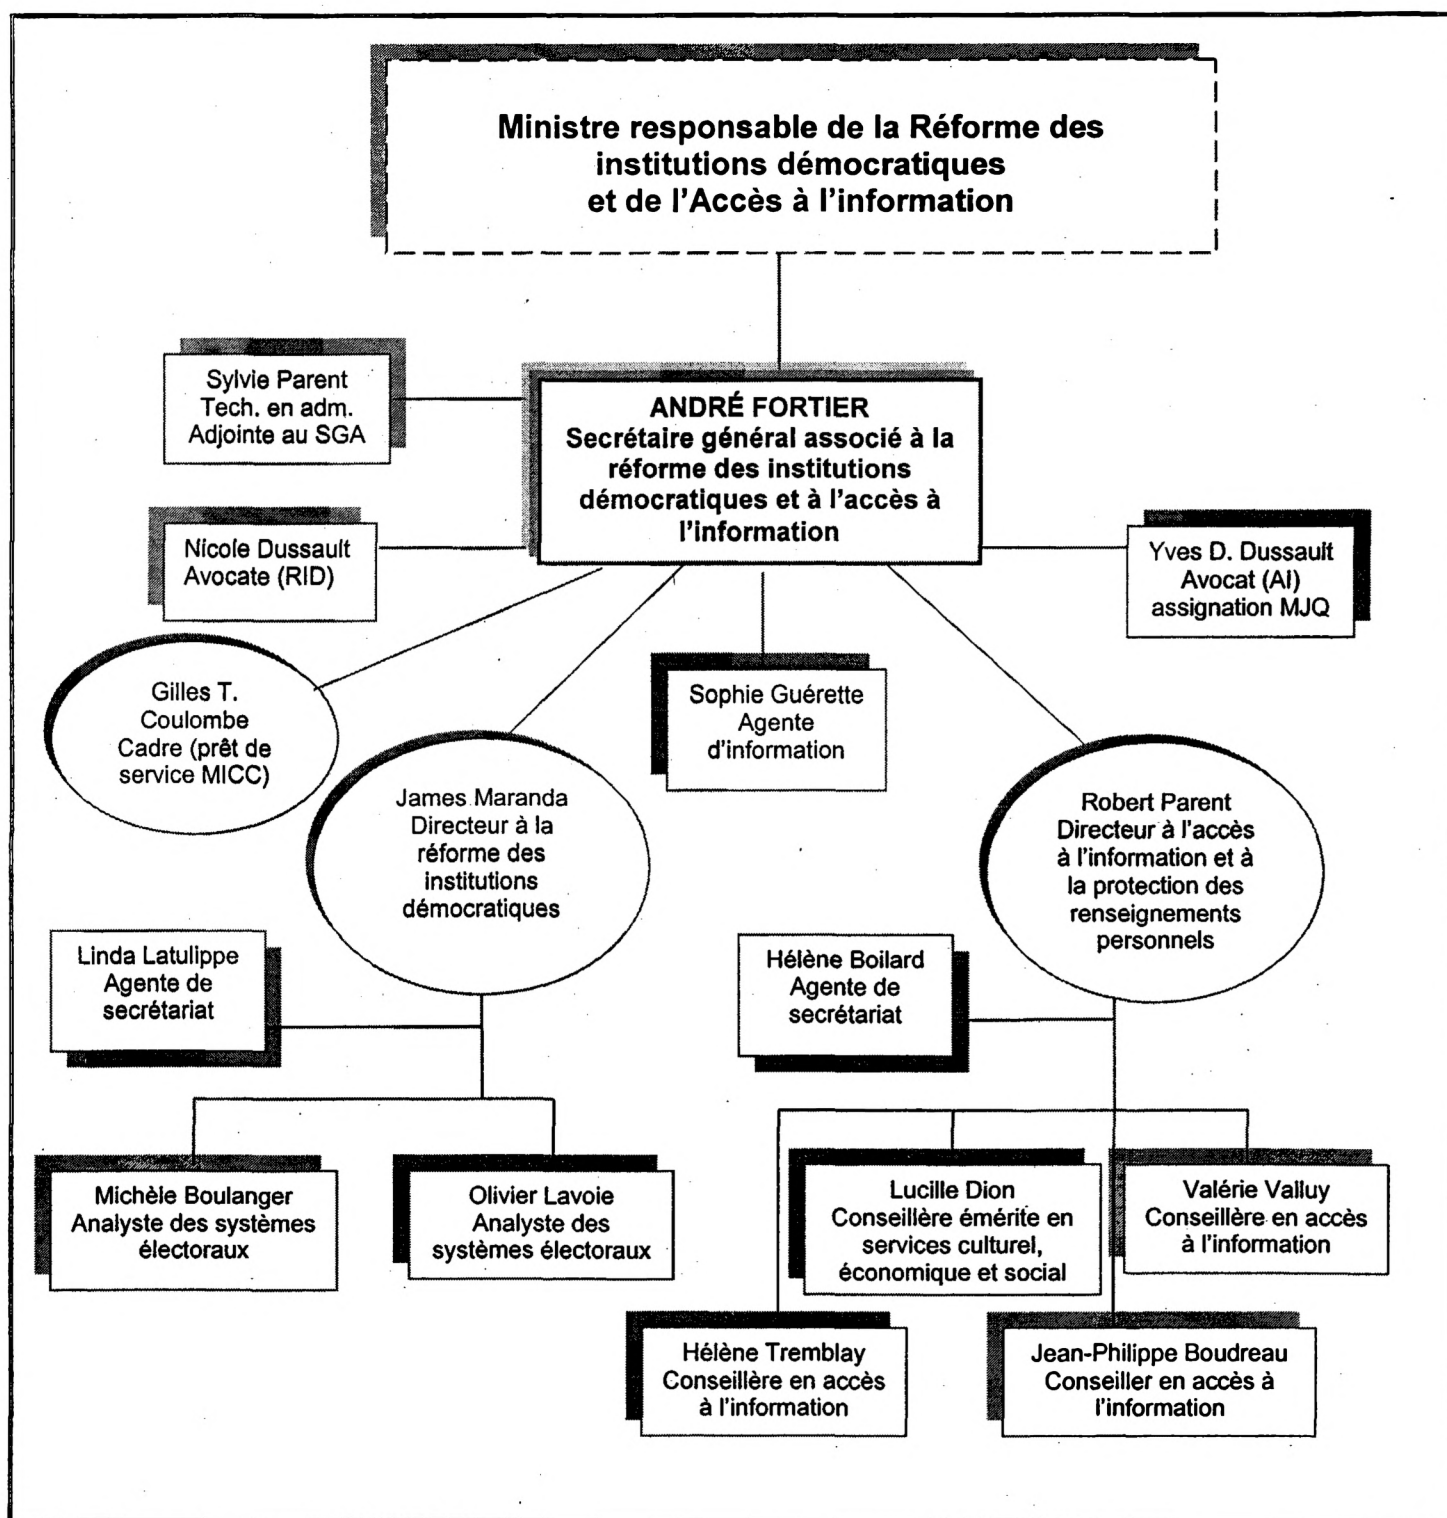 Ministre responsable de la Réforme des
institutions démocratiques
et de l'Accès à l'information
Sylvie Parent
Tech. en adm.
Adjointe au SGA
ANDRÉ FORTIER
Secrétaire général associé à la
réforme des institutions
démocratiques et à l'accès à
l'information
Nicole Dussault
Avocate (RID)
Yves D. Dussault
Avocat (AI)
assignation MJQ
Gilles T.
Coulombe
Cadre (prêt de
service MICC)
Sophie Guérette
Agente
d'information
James Maranda
Directeur à la
réforme des
institutions
démocratiques
Robert Parent
Directeur à l'accès
à l'information et à
la protection des
renseignements
personnels
Linda Latulippe
Agente de
secrétariat
Hélène Boilard
Agente de
secrétariat
Michèle Boulanger
Analyste des systèmes
électoraux
Olivier Lavoie
Analyste des
systèmes électoraux
Lucille Dion
Conseillère émérite en
services culturel,
économique et social
Valérie Valluy
Conseillère en accès
à l'information
Hélène Tremblay
Conseillère en accès
à l'information
Jean-Philippe Boudreau
Conseiller en accès à
l'information